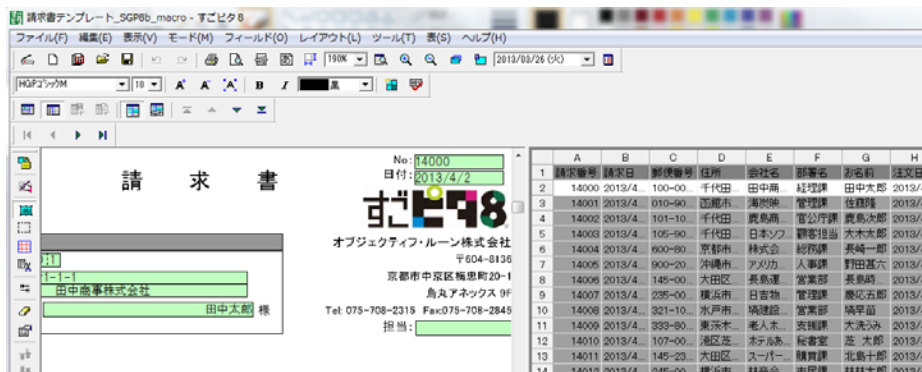 請求書テンプレート_SGP8b_macro - すごピタ8
ファイル(F) 編集(E) 表示(V) モード(M) フィールド(O) レイアウト(L) ツール(T) 表(S) ヘルプ(H)
190% 2013/03/26 (火)
HGPゴシックM 10 A A A B I 黒
請 求 書
No: 14000
日付: 2013/4/2
すごピタ8
オブジェクティフ・ルーン株式会社
〒604-8136
京都市中京区梅忠町20-1
烏丸アネックス 9F
Tel: 075-708-2315 Fax:075-708-2845
担当:
1-1-1
田中商事株式会社
田中太郎 様
A B C D E F G H
1 請求番号 請求日 郵便番号 住所 会社名 部署名 お名前 注文日
2 14000 2013/4... 100-00... 千代田... 田中商... 経理課 田中太郎 2013/
3 14001 2013/4... 010-90... 函館市... 海炭映... 管理課 佐藤隆 2013/
4 14002 2013/4... 101-10... 千代田... 鹿島商... 官公庁課 鹿島次郎 2013/
5 14003 2013/4... 105-90... 千代田... 日本ソフ... 顧客担当 大木太郎 2013/
6 14004 2013/4... 600-80... 京都市... 株式会... 総務課 長崎一郎 2013/
7 14005 2013/4... 900-20... 沖縄市... アメリカ... 人事課 野田甚六 2013/
8 14006 2013/4... 145-00... 大田区... 長島運... 営業部 長島時... 2013/
9 14007 2013/4... 235-00... 横浜市... 日吉物... 管理課 慶応五郎 2013/
10 14008 2013/4... 321-10... 水戸市... 塙建設... 営業部 塙早苗 2013/
11 14009 2013/4... 333-80... 東茨木... 老人ホ... 支援課 大洗うみ 2013/
12 14010 2013/4... 107-00... 港区芝... ホテルあ... 秘書室 芝 太郎 2013/
13 14011 2013/4... 145-23... 大田区... スーパー... 購買課 北島十郎 2013/
14